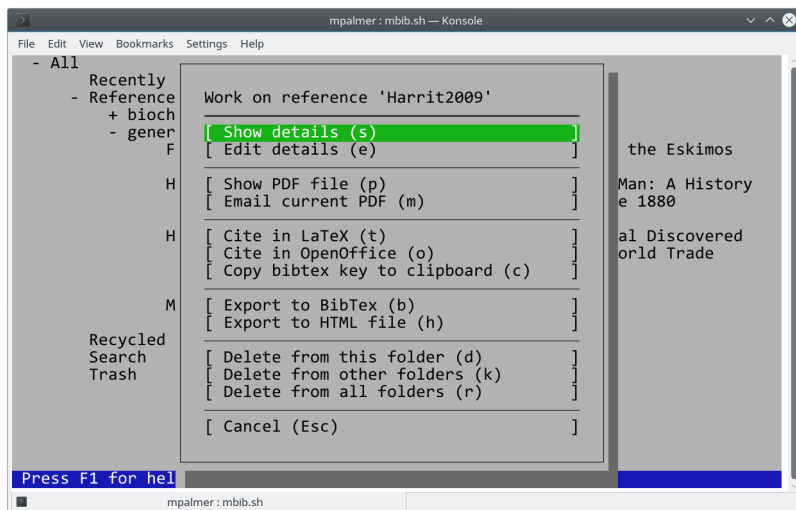 mpalmer : mbib.sh — Konsole
File Edit View Bookmarks Settings Help
- All
Recently
- Reference
+ bioch
- gener
F
H
H
M
Recycled
Search
Trash
Work on reference 'Harrit2009'
[ Show details (s) ]
[ Edit details (e) ]
[ Show PDF file (p) ]
[ Email current PDF (m) ]
[ Cite in LaTeX (t) ]
[ Cite in OpenOffice (o) ]
[ Copy bibtex key to clipboard (c) ]
[ Export to BibTex (b) ]
[ Export to HTML file (h) ]
[ Delete from this folder (d) ]
[ Delete from other folders (k) ]
[ Delete from all folders (r) ]
[ Cancel (Esc) ]
the Eskimos
Man: A History
e 1880
al Discovered
orld Trade
Press F1 for hel
mpalmer : mbib.sh